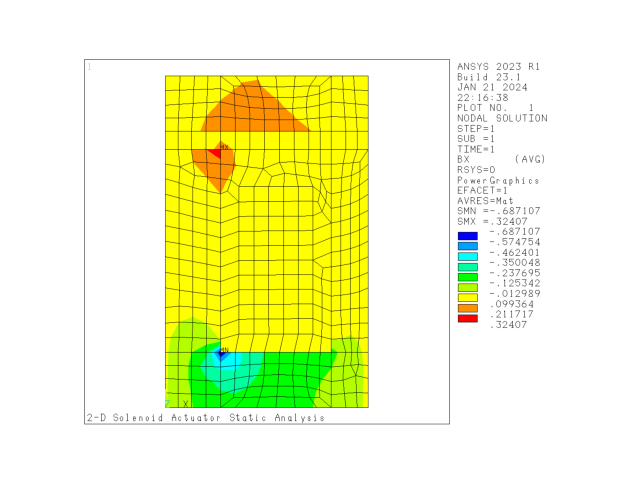 1
ANSYS 2023 R1
Build 23.1
JAN 21 2024
22:16:38
PLOT NO. 1
NODAL SOLUTION
STEP=1
SUB =1
TIME=1
BX (AVG)
RSYS=0
PowerGraphics
EFACET=1
AVRES=Mat
SMN =-.687107
SMX =.32407
-.687107
-.574754
-.462401
-.350048
-.237695
-.125342
-.012989
.099364
.211717
.32407
MX
MN
X
2-D Solenoid Actuator Static Analysis